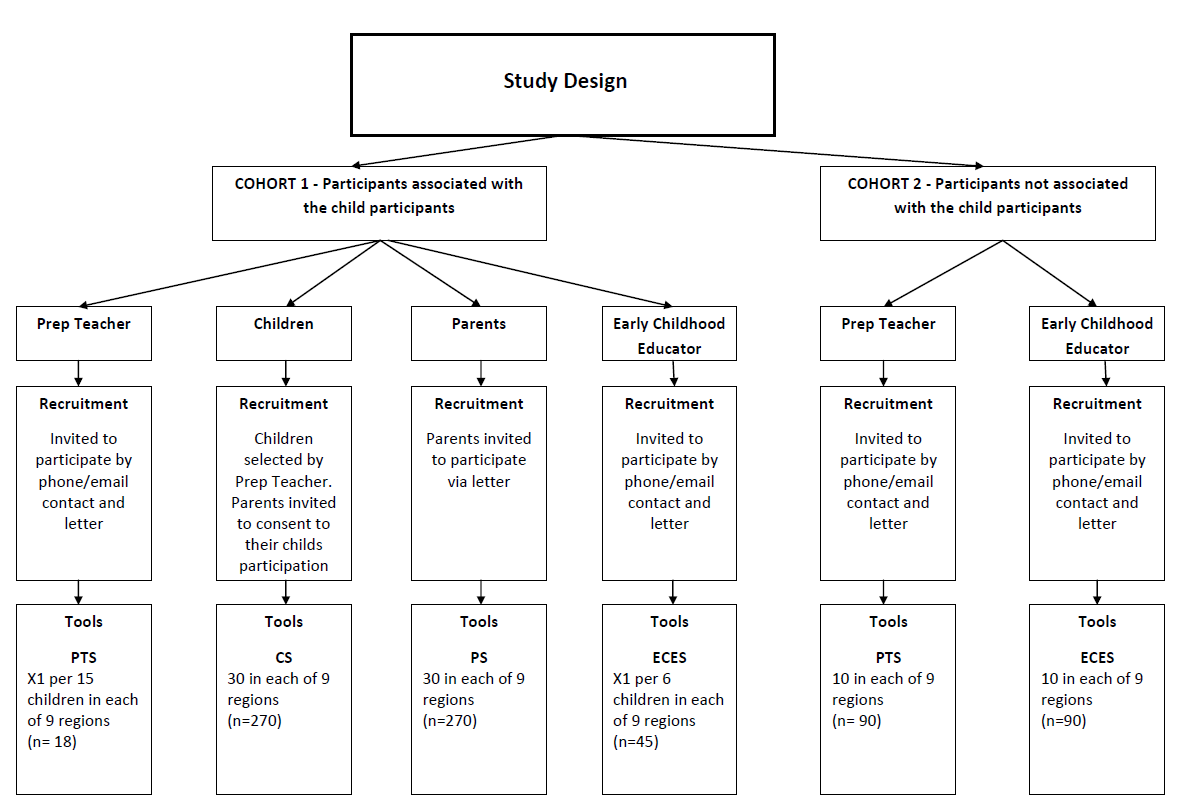 Study Design
COHORT 1 - Participants associated with
the child participants
COHORT 2 - Participants not associated
with the child participants
Prep Teacher
Children
Parents
Early Childhood
Educator
Prep Teacher
Early Childhood
Educator
Recruitment
Invited to
participate by
phone/email
contact and
letter
Recruitment
Children
selected by
Prep Teacher.
Parents invited
to consent to
their childs
participation
Recruitment
Parents invited
to participate
via letter
Recruitment
Invited to
participate by
phone/email
contact and
letter
Recruitment
Invited to
participate by
phone/email
contact and
letter
Recruitment
Invited to
participate by
phone/email
contact and
letter
Tools
PTS
X1 per 15
children in each
of 9 regions
(n= 18)
Tools
CS
30 in each of 9
regions
(n=270)
Tools
PS
30 in each of 9
regions
(n=270)
Tools
ECES
X1 per 6
children in each
of 9 regions
(n=45)
Tools
PTS
10 in each of 9
regions
(n= 90)
Tools
ECES
10 in each of 9
regions
(n=90)